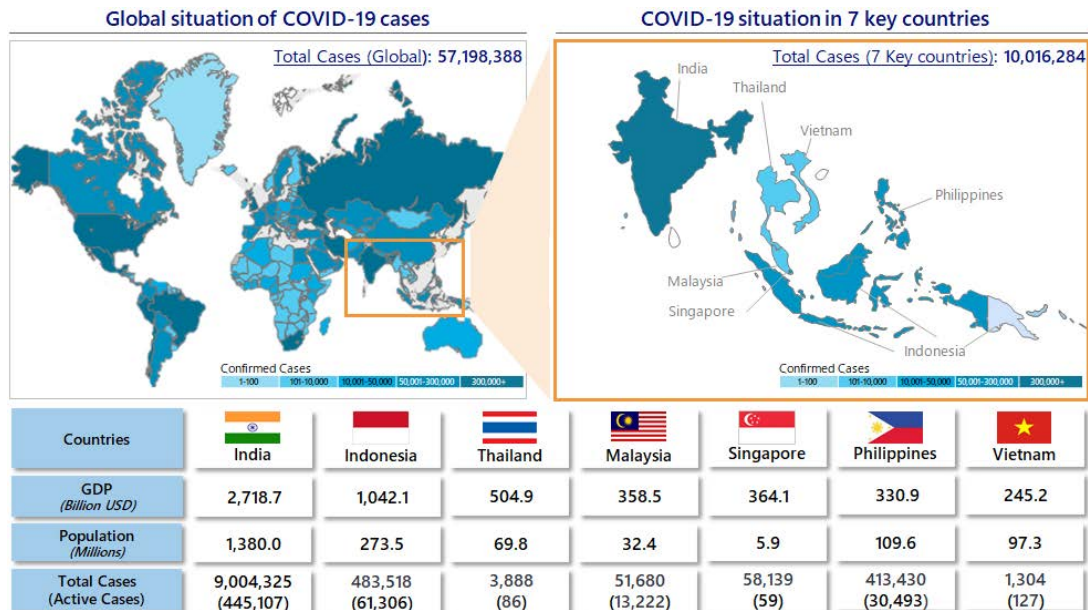 Global situation of COVID-19 cases
Total Cases (Global): 57,198,388
Confirmed Cases
1-100 101-10,000 10,001-50,000 50,001-300,000 300,000+
COVID-19 situation in 7 key countries
Total Cases (7 Key countries): 10,016,284
India
Thailand
Vietnam
Philippines
Malaysia
Singapore
Indonesia
Confirmed Cases
1-100 101-10,000 10,001-50,000 50,001-300,000 300,000+
Countries India Indonesia Thailand Malaysia Singapore Philippines Vietnam
GDP
(Billion USD)
2,718.7 1,042.1 504.9 358.5 364.1 330.9 245.2
Population
(Millions)
1,380.0 273.5 69.8 32.4 5.9 109.6 97.3
Total Cases 9,004,325 483,518 3,888 51,680 58,139 413,430 1,304
(Active Cases) (445,107) (61,306) (86) (13,222) (59) (30,493) (127)